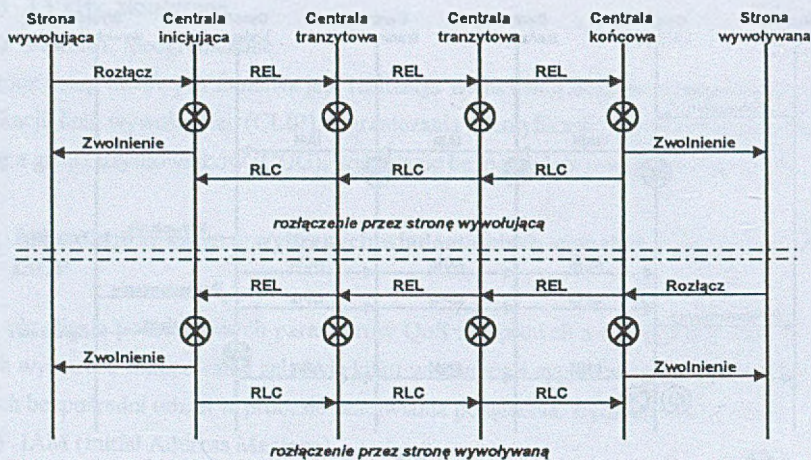 Strona wywołująca
Centrala inicjująca
Centrala tranzytowa
Centrala tranzytowa
Centrala końcowa
Strona wywoływana
Rozłącz
REL
REL
REL
Zwolnienie
Zwolnienie
RLC
RLC
RLC
rozłączenie przez stronę wywołującą
REL
REL
REL
Rozłącz
Zwolnienie
Zwolnienie
RLC
RLC
RLC
rozłączenie przez stronę wywoływaną